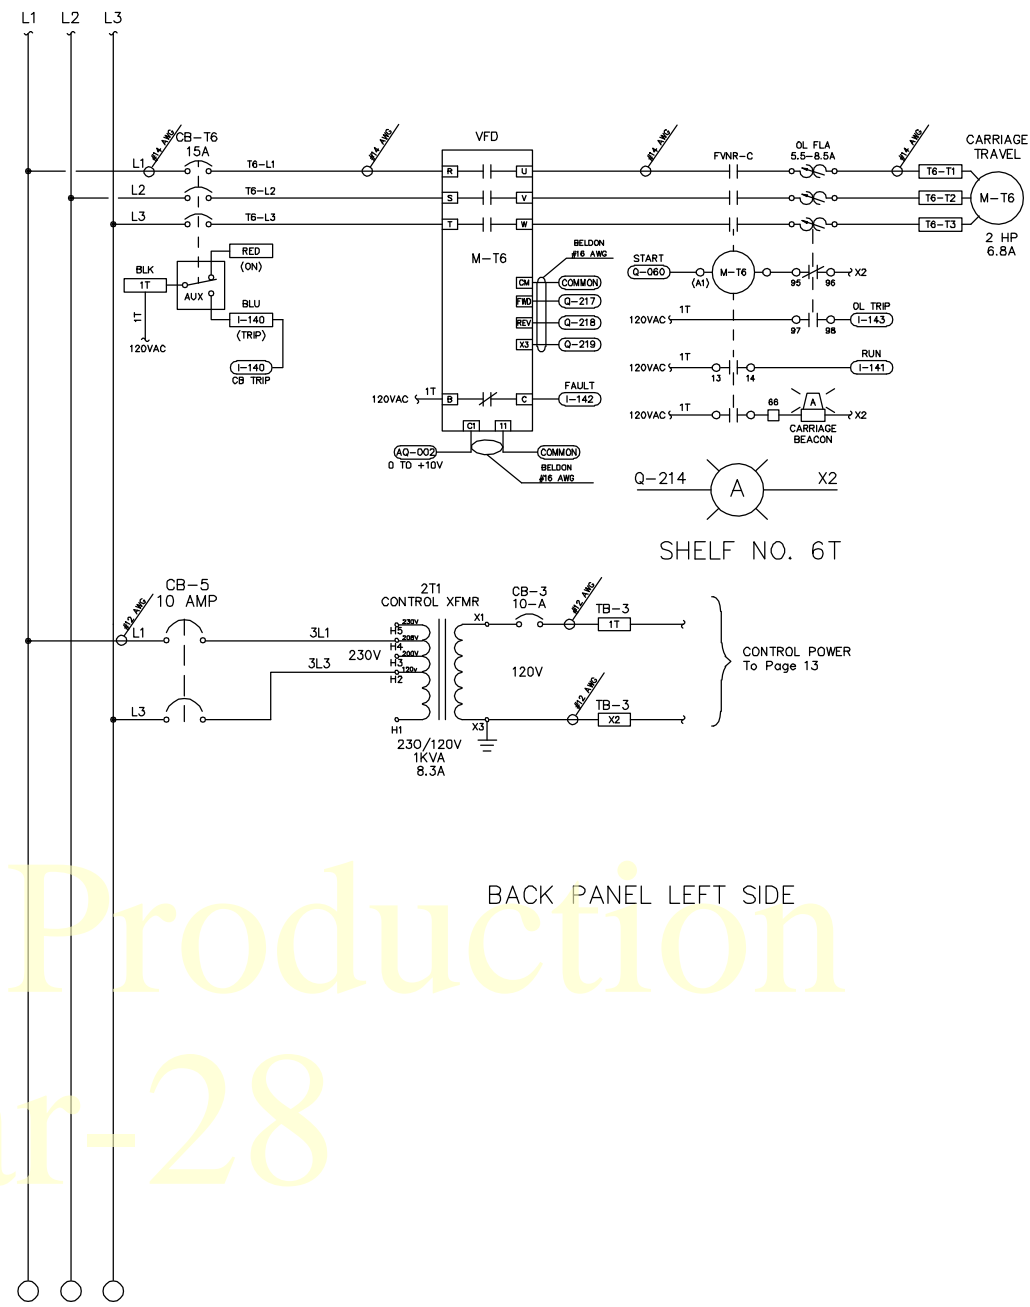 L1 L2 L3
#14 AWG
CB-T6
15A
#14 AWG
VFD
#14 AWG
FVNR-C
OL FLA
5.5-8.5A
#14 AWG
CARRIAGE
TRAVEL
L1 T6-L1 R U T6-T1
L2 T6-L2 S V T6-T2 M-T6
L3 T6-L3 T W T6-T3
2 HP
6.8A
M-T6
BELDON
#16 AWG
RED
(ON)
BLK
1T
AUX
BLU
I-140
(TRIP)
1T
120VAC
I-140
CB TRIP
CM COMMON
FWD Q-217
REV Q-218
X3 Q-219
START
Q-060 (A1) M-T6 95 96 X2
OL TRIP
120VAC 1T 97 98 I-143
RUN
120VAC 1T 13 14 I-141
120VAC 1T 66 A X2
CARRIAGE
BEACON
120VAC 1T B C
FAULT
I-142
C1 11
AQ-002 COMMON
0 TO +10V
BELDON
#16 AWG
Q-214 A X2
SHELF NO. 6T
#12 AWG
CB-5
10 AMP
L1 3L1
L3 3L3
230V
2T1
CONTROL XFMR
230V
H5
208V
H4
200V
H3
120V
H2
H1
X1
X3
120V
230/120V
1KVA
8.3A
CB-3
10-A
#12 AWG
TB-3
1T
#12 AWG
TB-3
X2
CONTROL POWER
To Page 13
BACK PANEL LEFT SIDE
Production
ar-28